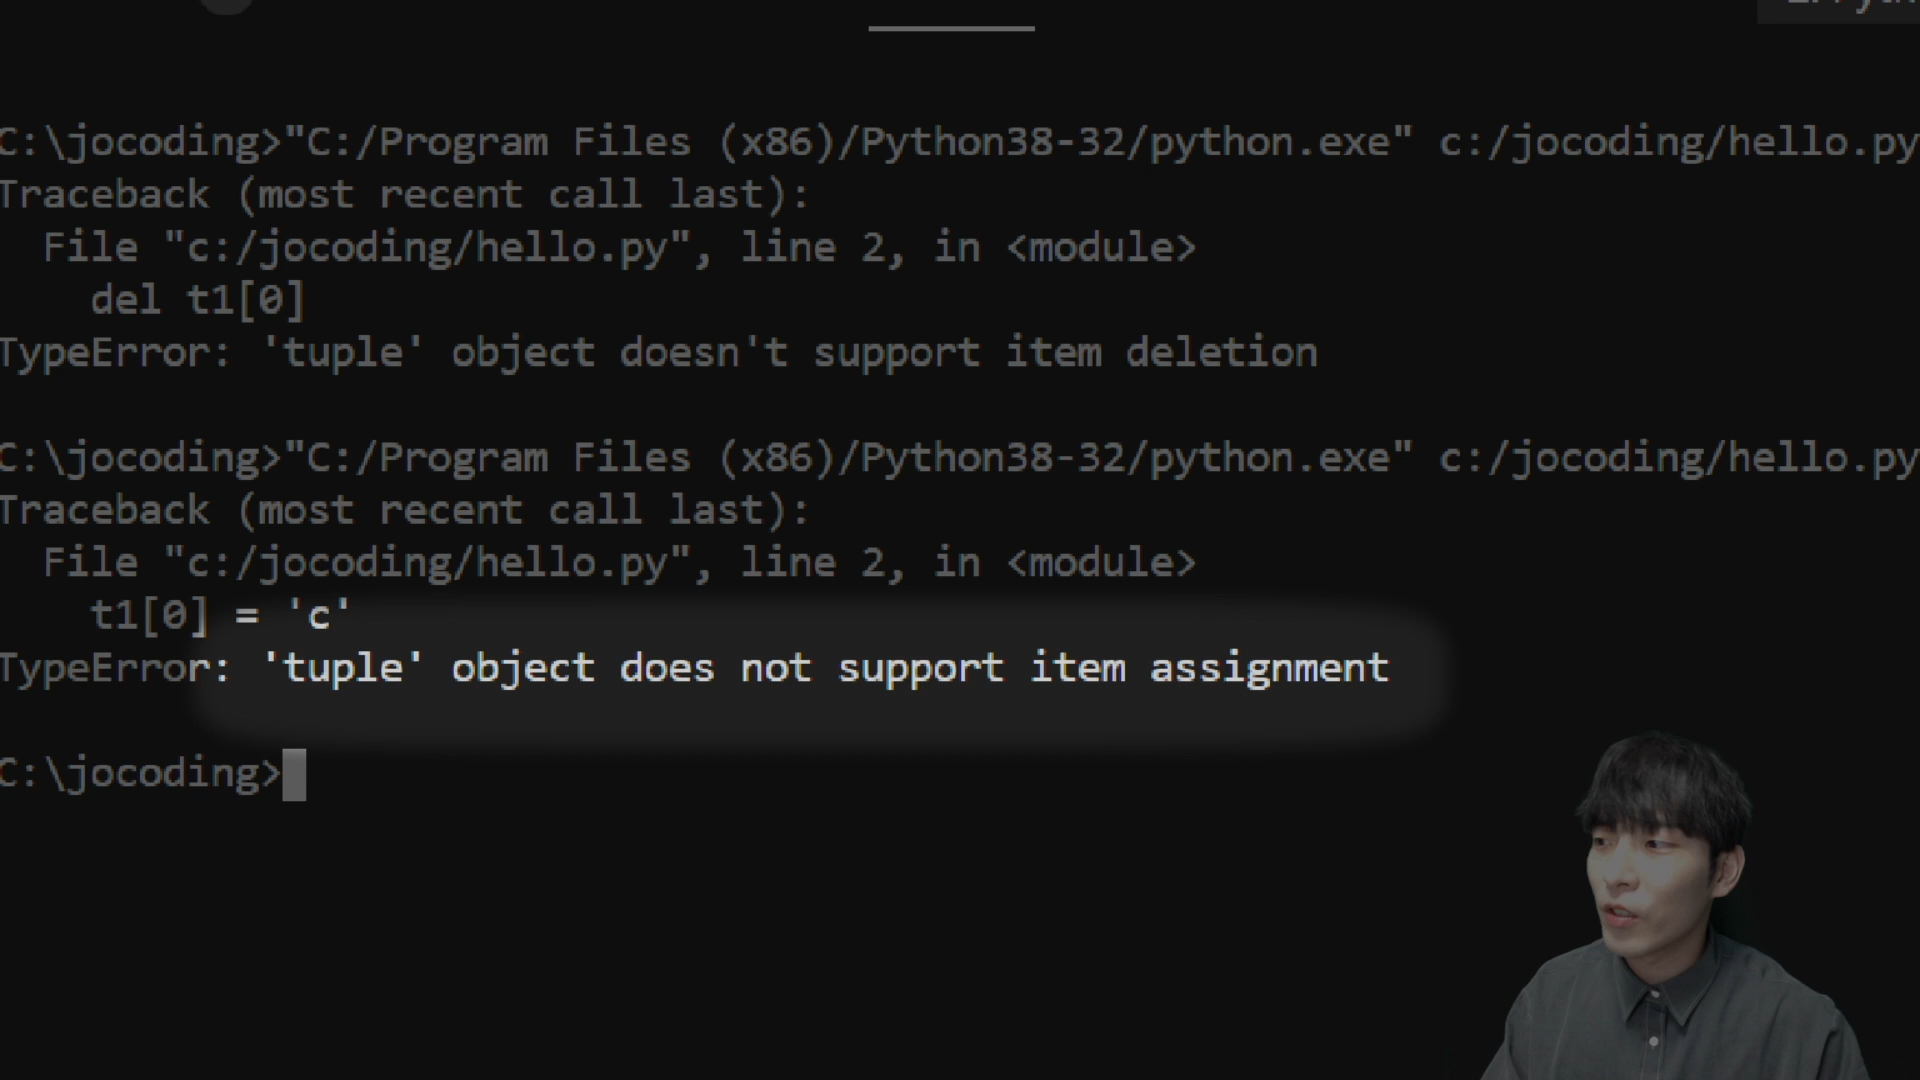 C:\jocoding>"C:/Program Files (x86)/Python38-32/python.exe" c:/jocoding/hello.py
Traceback (most recent call last):
  File "c:/jocoding/hello.py", line 2, in <module>
    del t1[0]
TypeError: 'tuple' object doesn't support item deletion
C:\jocoding>"C:/Program Files (x86)/Python38-32/python.exe" c:/jocoding/hello.py
Traceback (most recent call last):
  File "c:/jocoding/hello.py", line 2, in <module>
    t1[0] = 'c'
TypeError: 'tuple' object does not support item assignment
C:\jocoding>